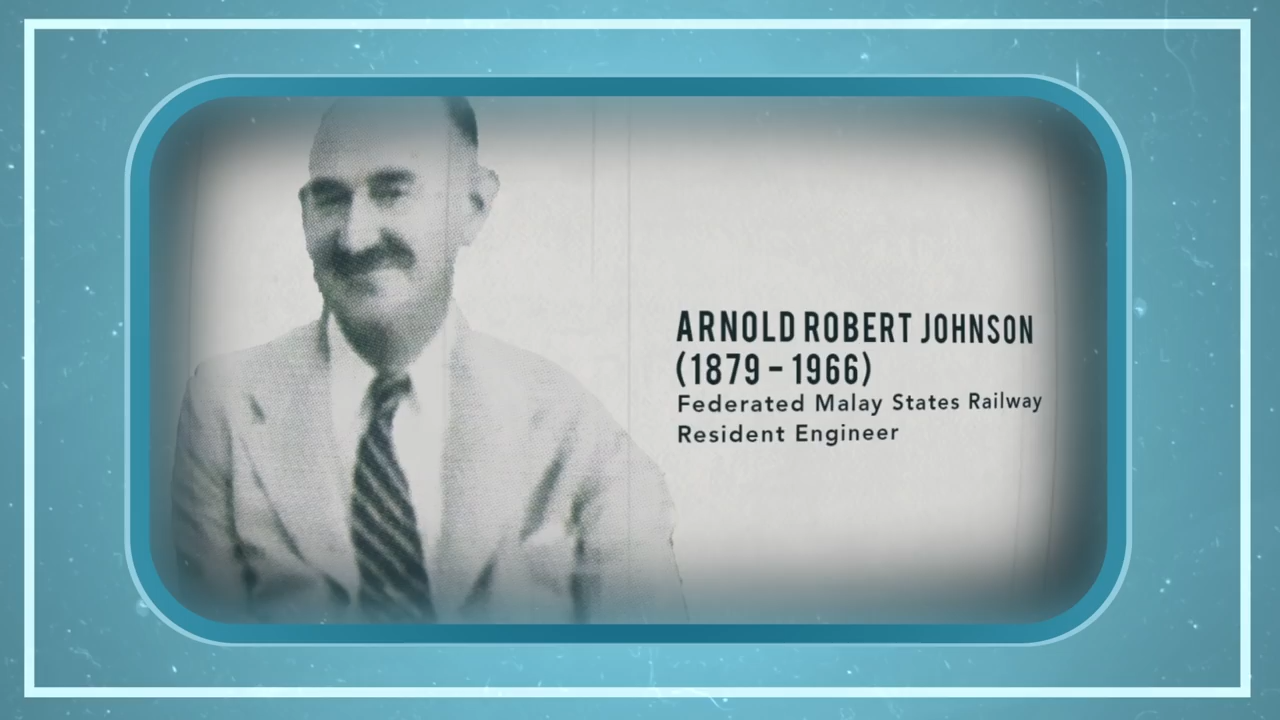 ARNOLD ROBERT JOHNSON
(1879 – 1966)
Federated Malay States Railway
Resident Engineer